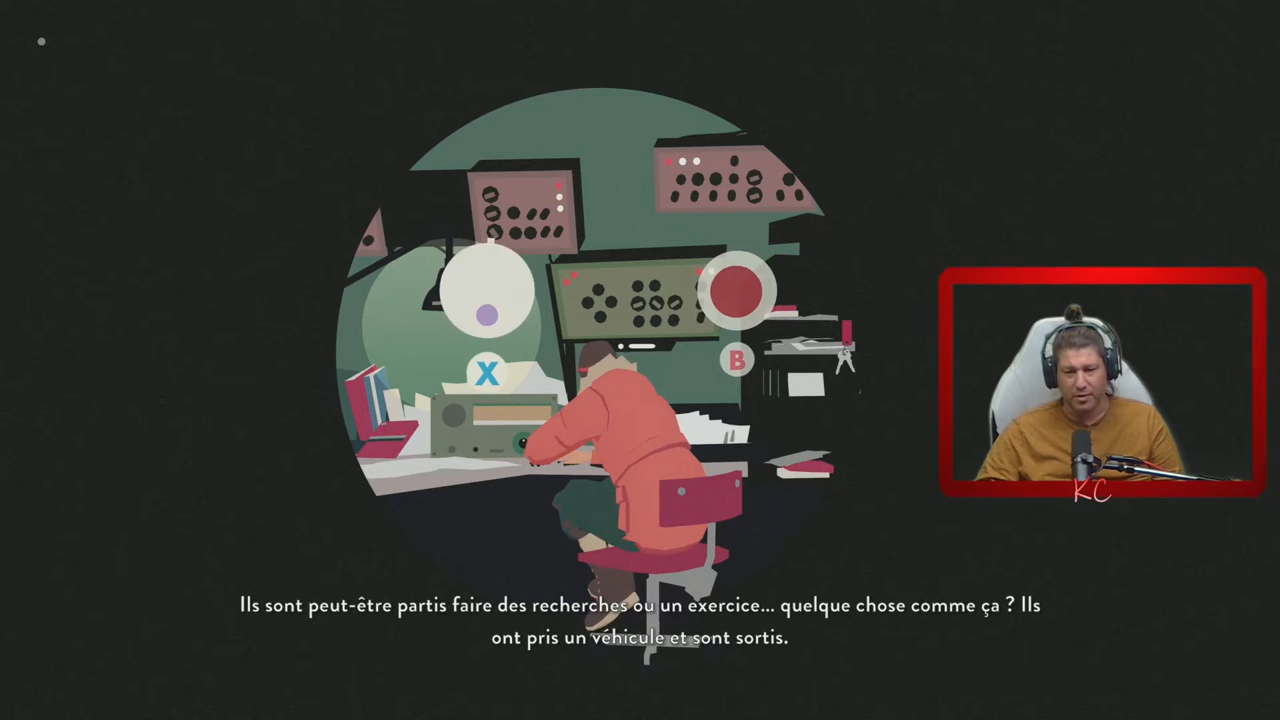 X
B
KC
Ils sont peut-être partis faire des recherches ou un exercice... quelque chose comme ça ? Ils
ont pris un véhicule et sont sortis.